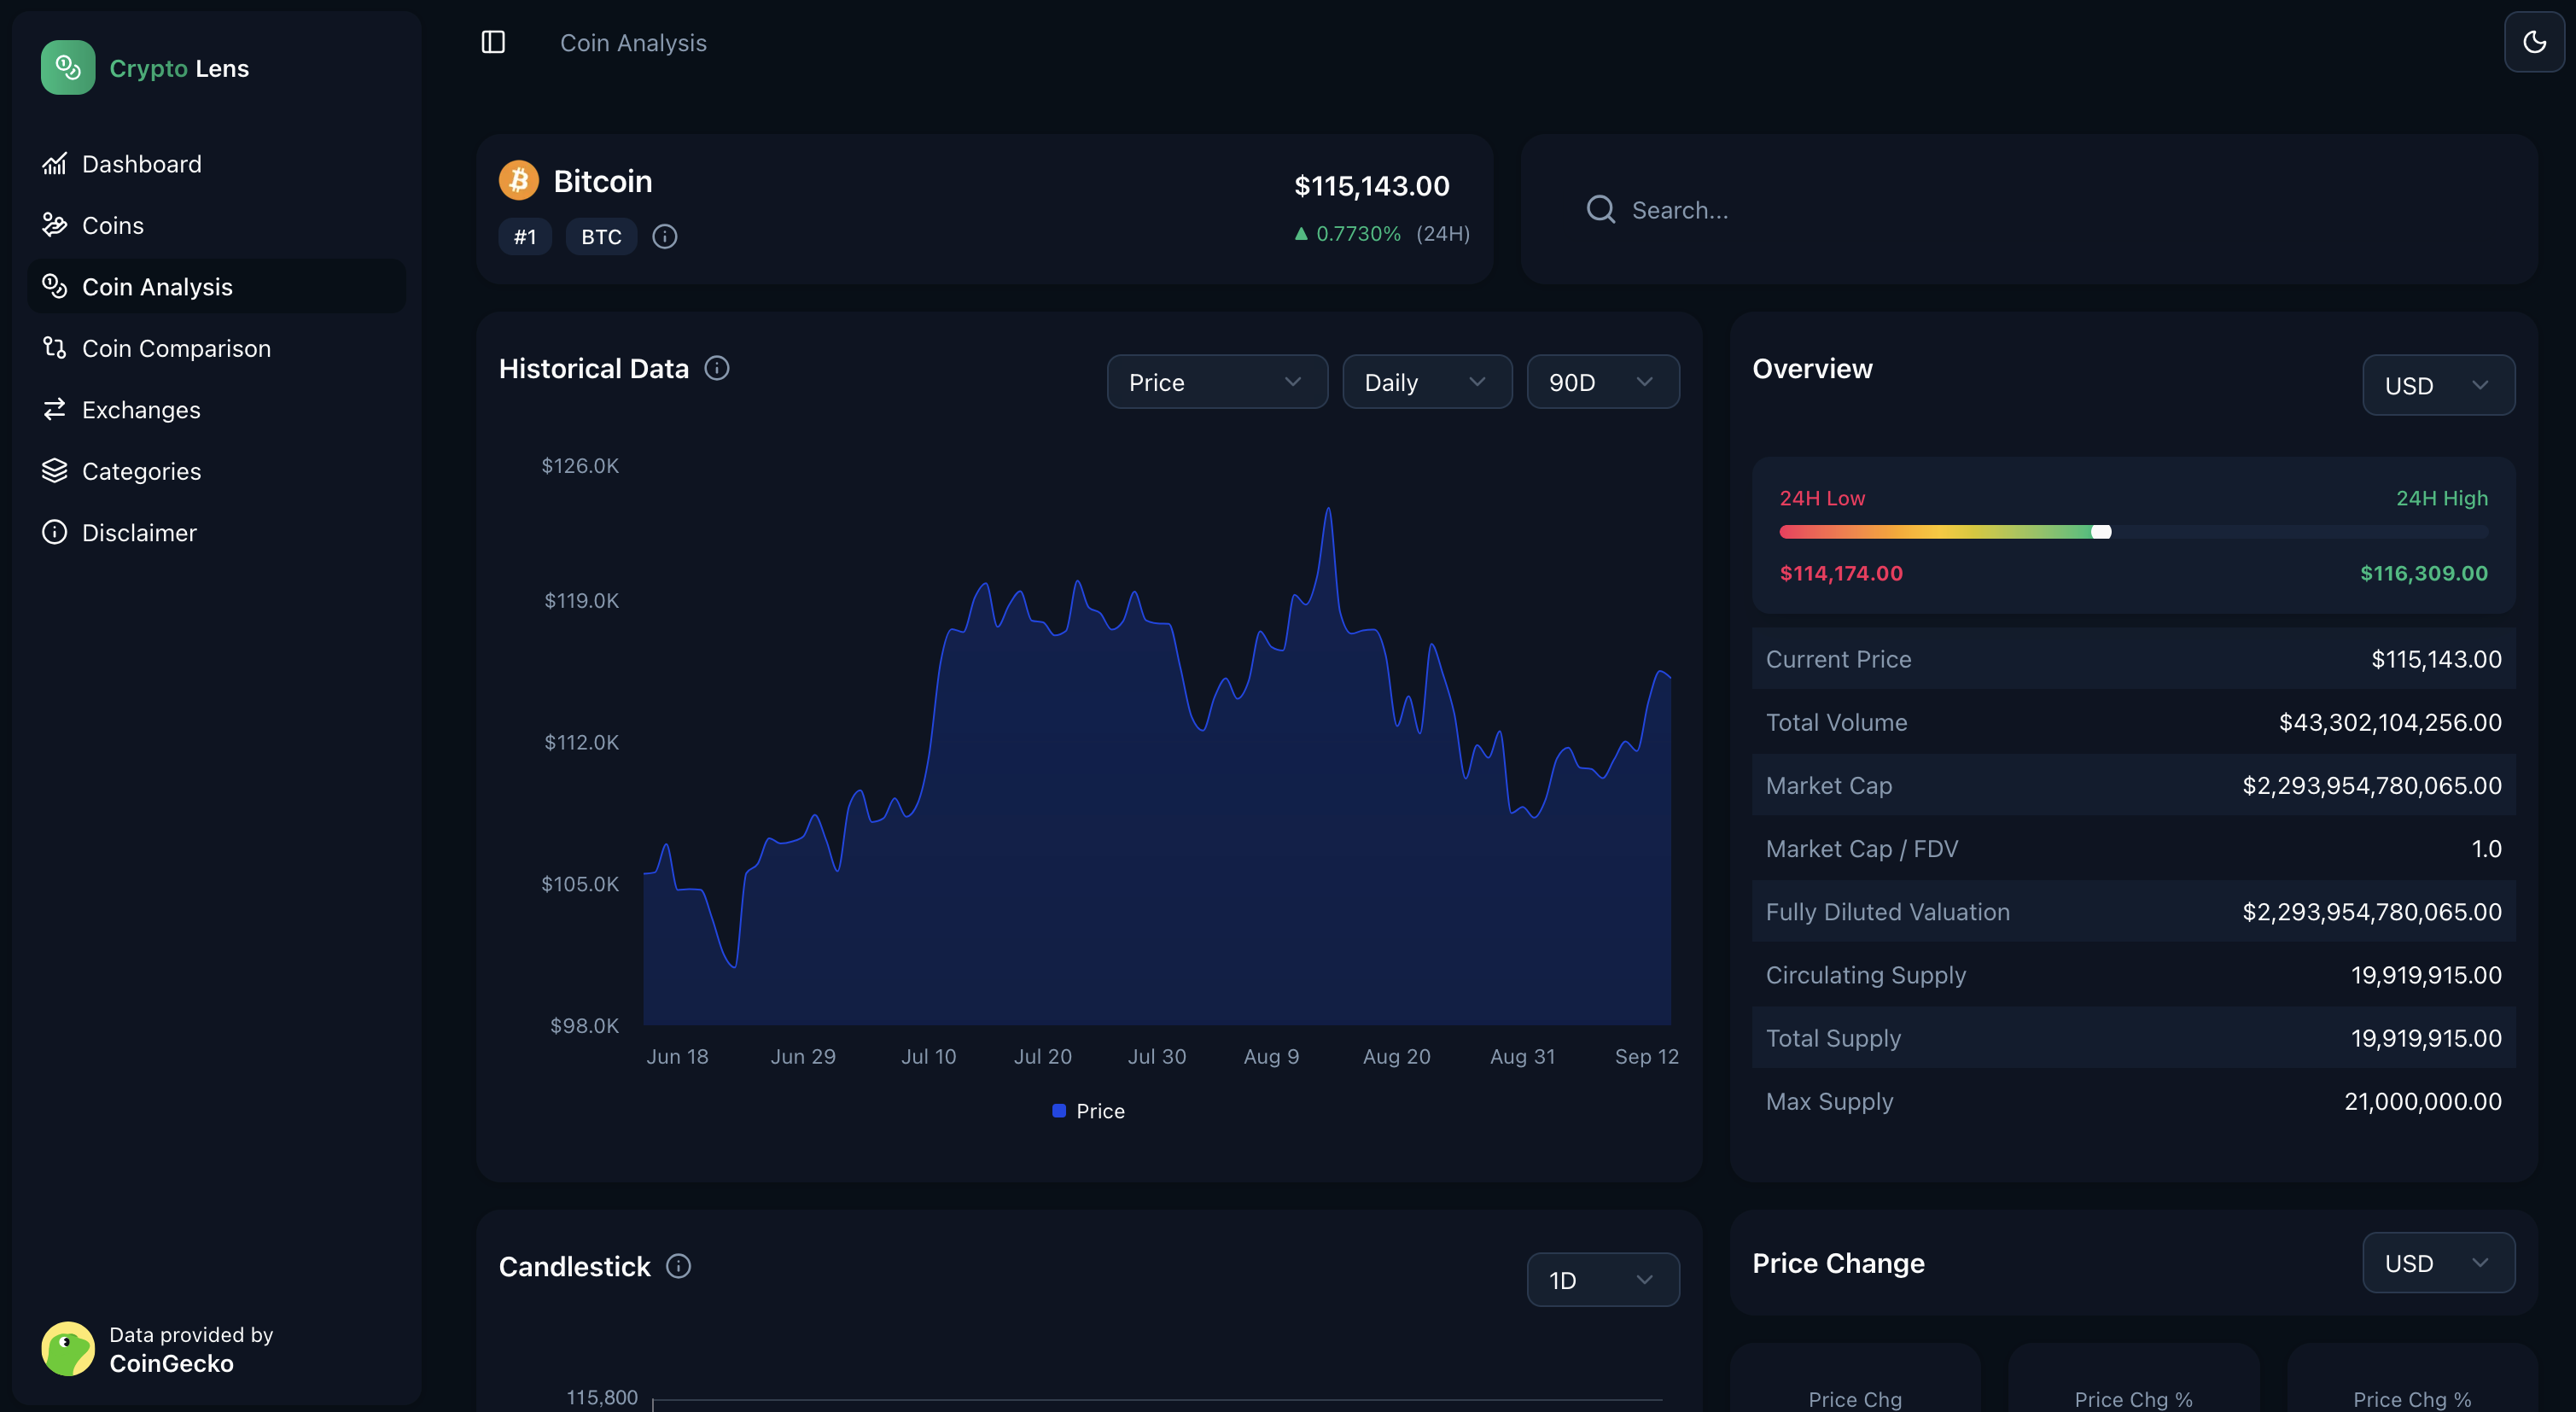 Crypto Lens
Dashboard
Coins
Coin Analysis
Coin Comparison
Exchanges
Categories
Disclaimer
Data provided by
CoinGecko
Coin Analysis
Bitcoin
#1 BTC
$115,143.00
0.7730% (24H)
Search...
Historical Data
Price Daily 90D
$126.0K
$119.0K
$112.0K
$105.0K
$98.0K
Jun 18 Jun 29 Jul 10 Jul 20 Jul 30 Aug 9 Aug 20 Aug 31 Sep 12
Price
Overview
USD
24H Low 24H High
$114,174.00 $116,309.00
Current Price $115,143.00
Total Volume $43,302,104,256.00
Market Cap $2,293,954,780,065.00
Market Cap / FDV 1.0
Fully Diluted Valuation $2,293,954,780,065.00
Circulating Supply 19,919,915.00
Total Supply 19,919,915.00
Max Supply 21,000,000.00
Candlestick
1D
115,800
Price Change
USD
Price Chg Price Chg % Price Chg %